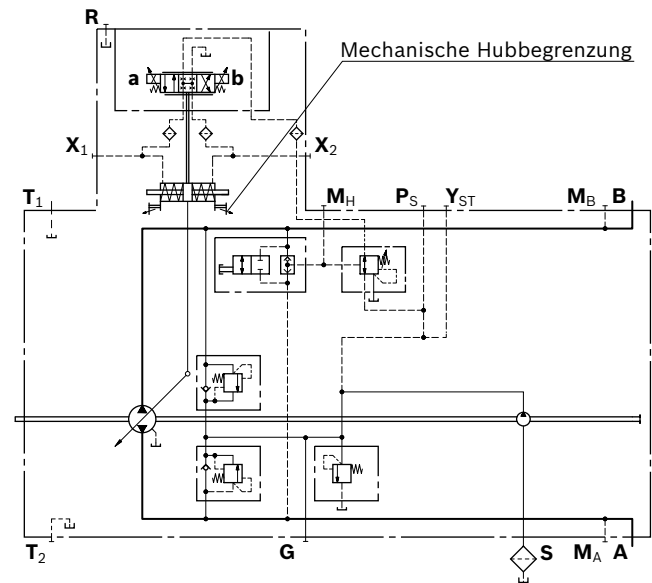 R
a b
Mechanische Hubbegrenzung
X1 X2
T1 MH PS YST MB B
T2 G S MA A